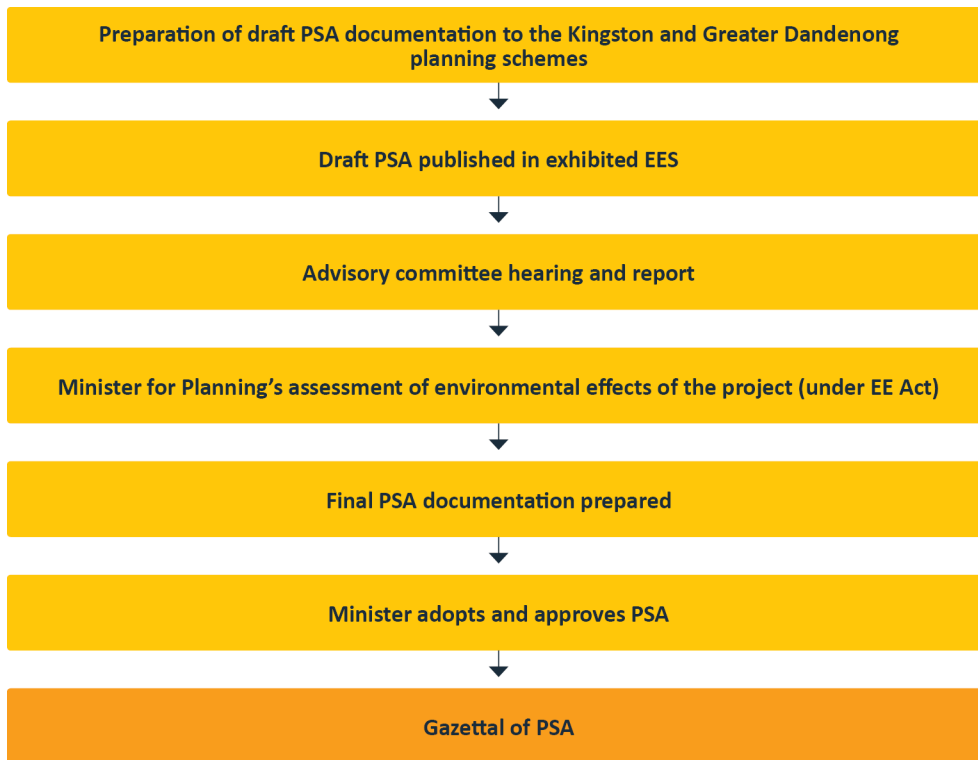 Preparation of draft PSA documentation to the Kingston and Greater Dandenong
planning schemes
Draft PSA published in exhibited EES
Advisory committee hearing and report
Minister for Planning’s assessment of environmental effects of the project (under EE Act)
Final PSA documentation prepared
Minister adopts and approves PSA
Gazettal of PSA